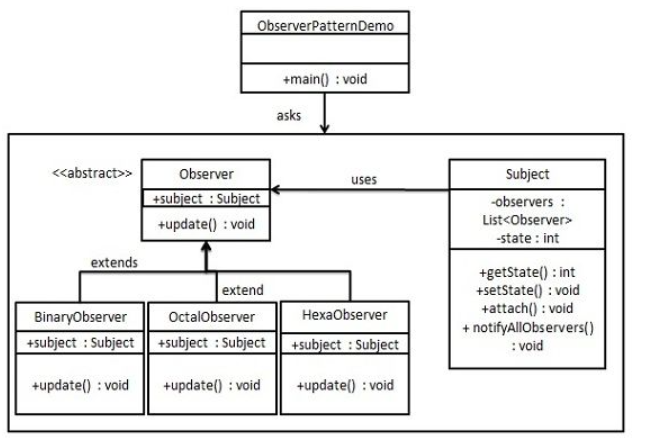 ObserverPatternDemo
+main() : void
asks
<<abstract>>
Observer
+subject : Subject
+update() : void
uses
Subject
-observers :
List<Observer>
-state : int
+getState() : int
+setState() : void
+attach() : void
+ notifyAllObservers()
: void
extends
extend
BinaryObserver
+subject : Subject
+update() : void
OctalObserver
+subject : Subject
+update() : void
HexaObserver
+subject : Subject
+update() : void